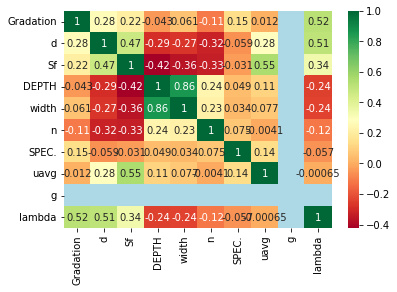 Gradation 1 0.28 0.22 -0.043 -0.061 -0.11 0.15 -0.012 0.52
d 0.28 1 0.47 -0.29 -0.27 -0.32 -0.059 0.28 0.51
Sf 0.22 0.47 1 -0.42 -0.36 -0.33 -0.031 0.55 0.34
DEPTH -0.043 -0.29 -0.42 1 0.86 0.24 0.049 0.11 -0.24
width -0.061 -0.27 -0.36 0.86 1 0.23 0.034 0.077 -0.24
n -0.11 -0.32 -0.33 0.24 0.23 1 0.075 -0.0041 -0.12
SPEC. 0.15 -0.059 -0.031 0.049 0.034 0.075 1 0.14 -0.057
uavg -0.012 0.28 0.55 0.11 0.077 -0.0041 0.14 1 -0.00065
g
lambda 0.52 0.51 0.34 -0.24 -0.24 -0.12 -0.057 -0.00065 1
Gradation d Sf DEPTH width n SPEC. uavg g lambda
1.0
0.8
0.6
0.4
0.2
0.0
−0.2
−0.4